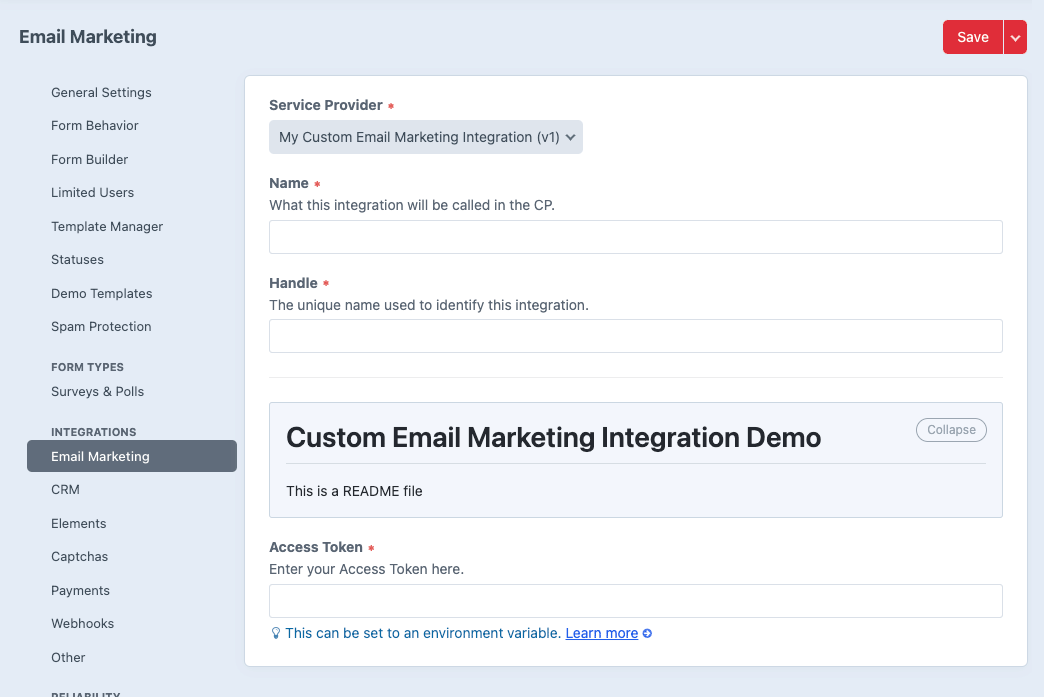 Email Marketing
Save
General Settings
Form Behavior
Form Builder
Limited Users
Template Manager
Statuses
Demo Templates
Spam Protection
FORM TYPES
Surveys & Polls
INTEGRATIONS
Email Marketing
CRM
Elements
Captchas
Payments
Webhooks
Other
RELIABILITY
Service Provider *
My Custom Email Marketing Integration (v1)
Name *
What this integration will be called in the CP.
Handle *
The unique name used to identify this integration.
Custom Email Marketing Integration Demo
Collapse
This is a README file
Access Token *
Enter your Access Token here.
This can be set to an environment variable. Learn more